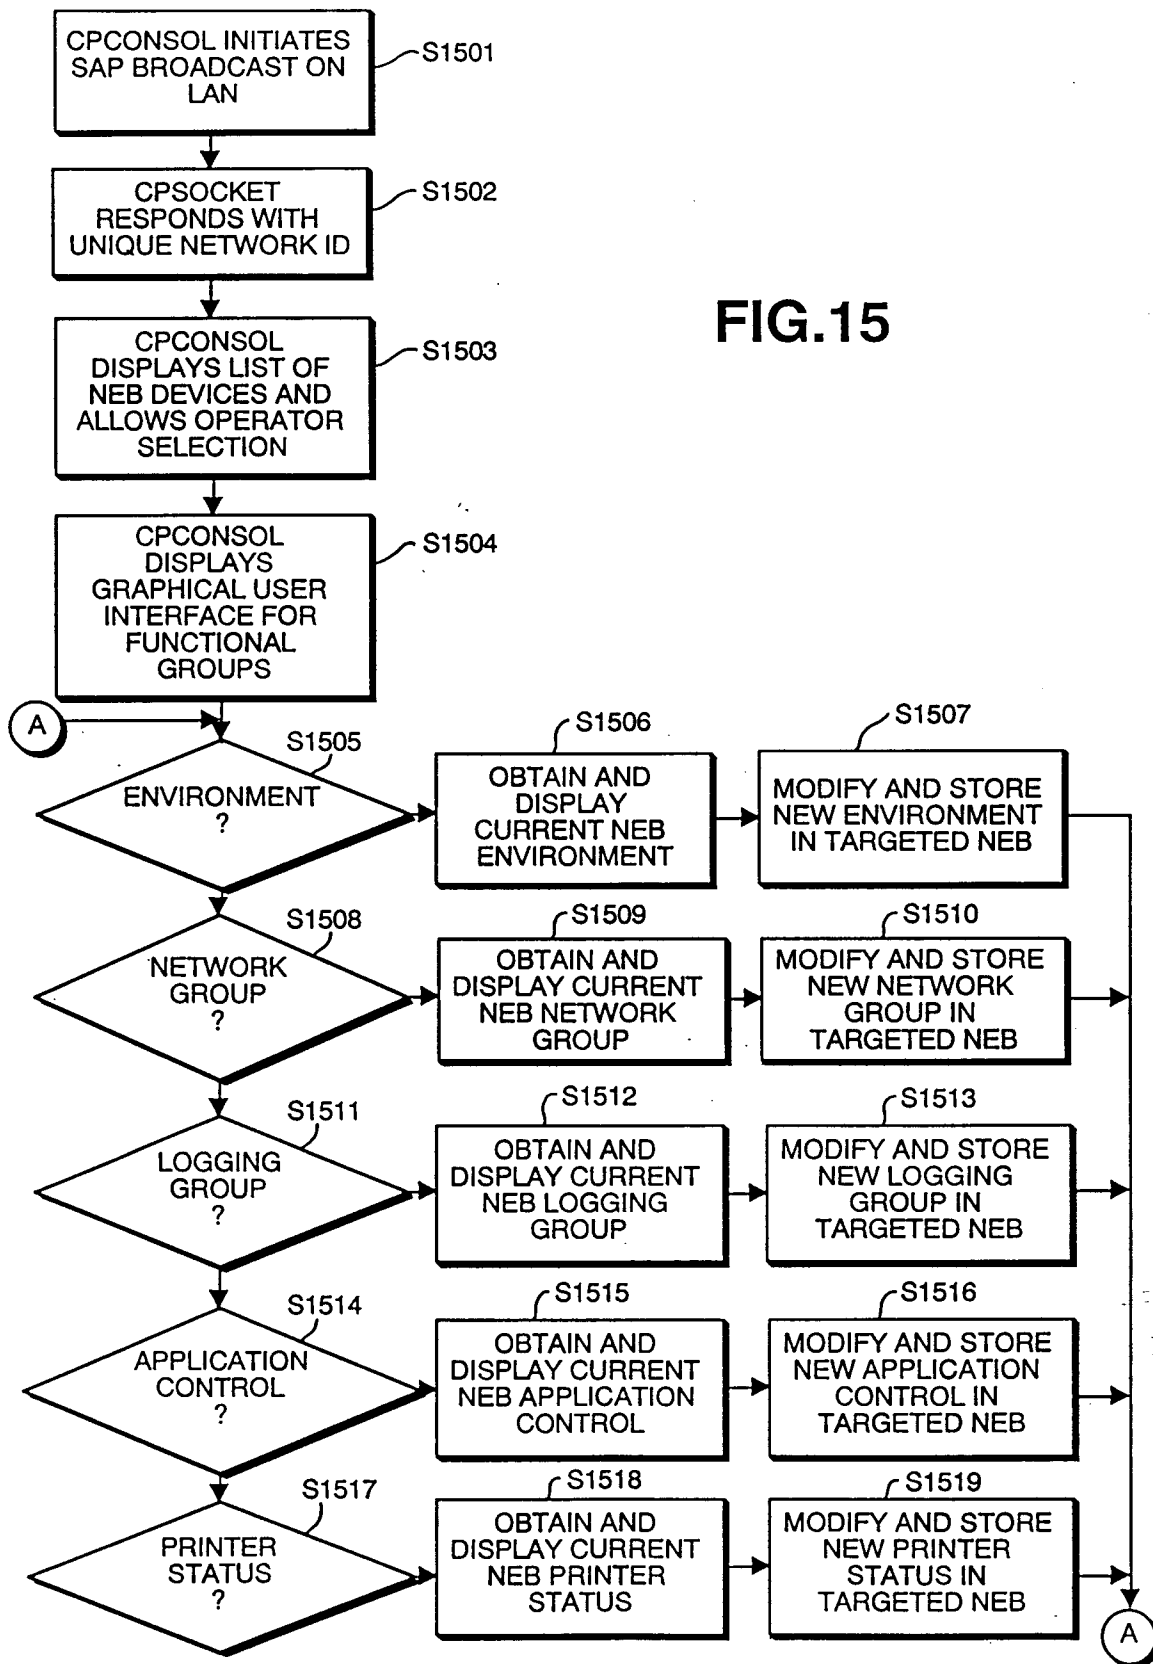 CPCONSOL INITIATES
SAP BROADCAST ON
LAN
S1501
CPSOCKET
RESPONDS WITH
UNIQUE NETWORK ID
S1502
FIG.15
CPCONSOL
DISPLAYS LIST OF
NEB DEVICES AND
ALLOWS OPERATOR
SELECTION
S1503
CPCONSOL
DISPLAYS
GRAPHICAL USER
INTERFACE FOR
FUNCTIONAL
GROUPS
S1504
A
ENVIRONMENT
?
S1505
OBTAIN AND
DISPLAY
CURRENT NEB
ENVIRONMENT
S1506
MODIFY AND STORE
NEW ENVIRONMENT
IN TARGETED NEB
S1507
NETWORK
GROUP
?
S1508
OBTAIN AND
DISPLAY CURRENT
NEB NETWORK
GROUP
S1509
MODIFY AND STORE
NEW NETWORK
GROUP IN
TARGETED NEB
S1510
LOGGING
GROUP
?
S1511
OBTAIN AND
DISPLAY CURRENT
NEB LOGGING
GROUP
S1512
MODIFY AND STORE
NEW LOGGING
GROUP IN
TARGETED NEB
S1513
APPLICATION
CONTROL
?
S1514
OBTAIN AND
DISPLAY CURRENT
NEB APPLICATION
CONTROL
S1515
MODIFY AND STORE
NEW APPLICATION
CONTROL IN
TARGETED NEB
S1516
PRINTER
STATUS
?
S1517
OBTAIN AND
DISPLAY CURRENT
NEB PRINTER
STATUS
S1518
MODIFY AND STORE
NEW PRINTER
STATUS IN
TARGETED NEB
S1519
A